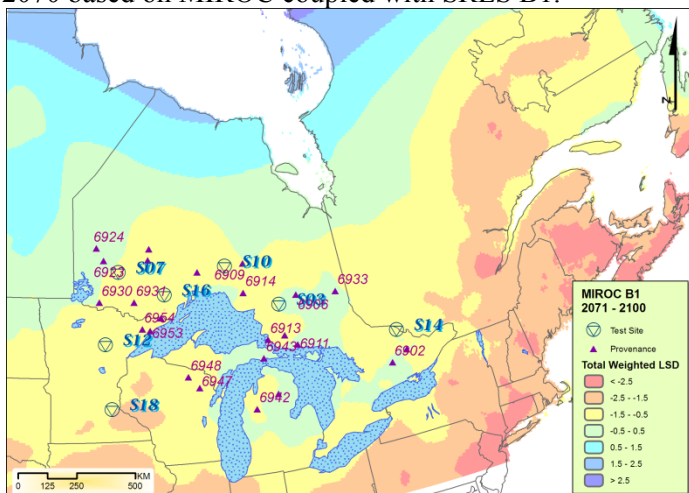 2070 based on MIROC coupled with SRES B1.
N
6924
6923
S07
S10
6909
6933
6930
6931
S16
6914
S03
6906
6954
6953
6913
S14
S12
6943
6911
6902
6948
6947
6942
S18
MIROC B1
2071 - 2100
Test Site
Provenance
Total Weighted LSD
< -2.5
-2.5 - -1.5
-1.5 - -0.5
-0.5 - 0.5
0.5 - 1.5
1.5 - 2.5
> 2.5
KM
0 125 250 500